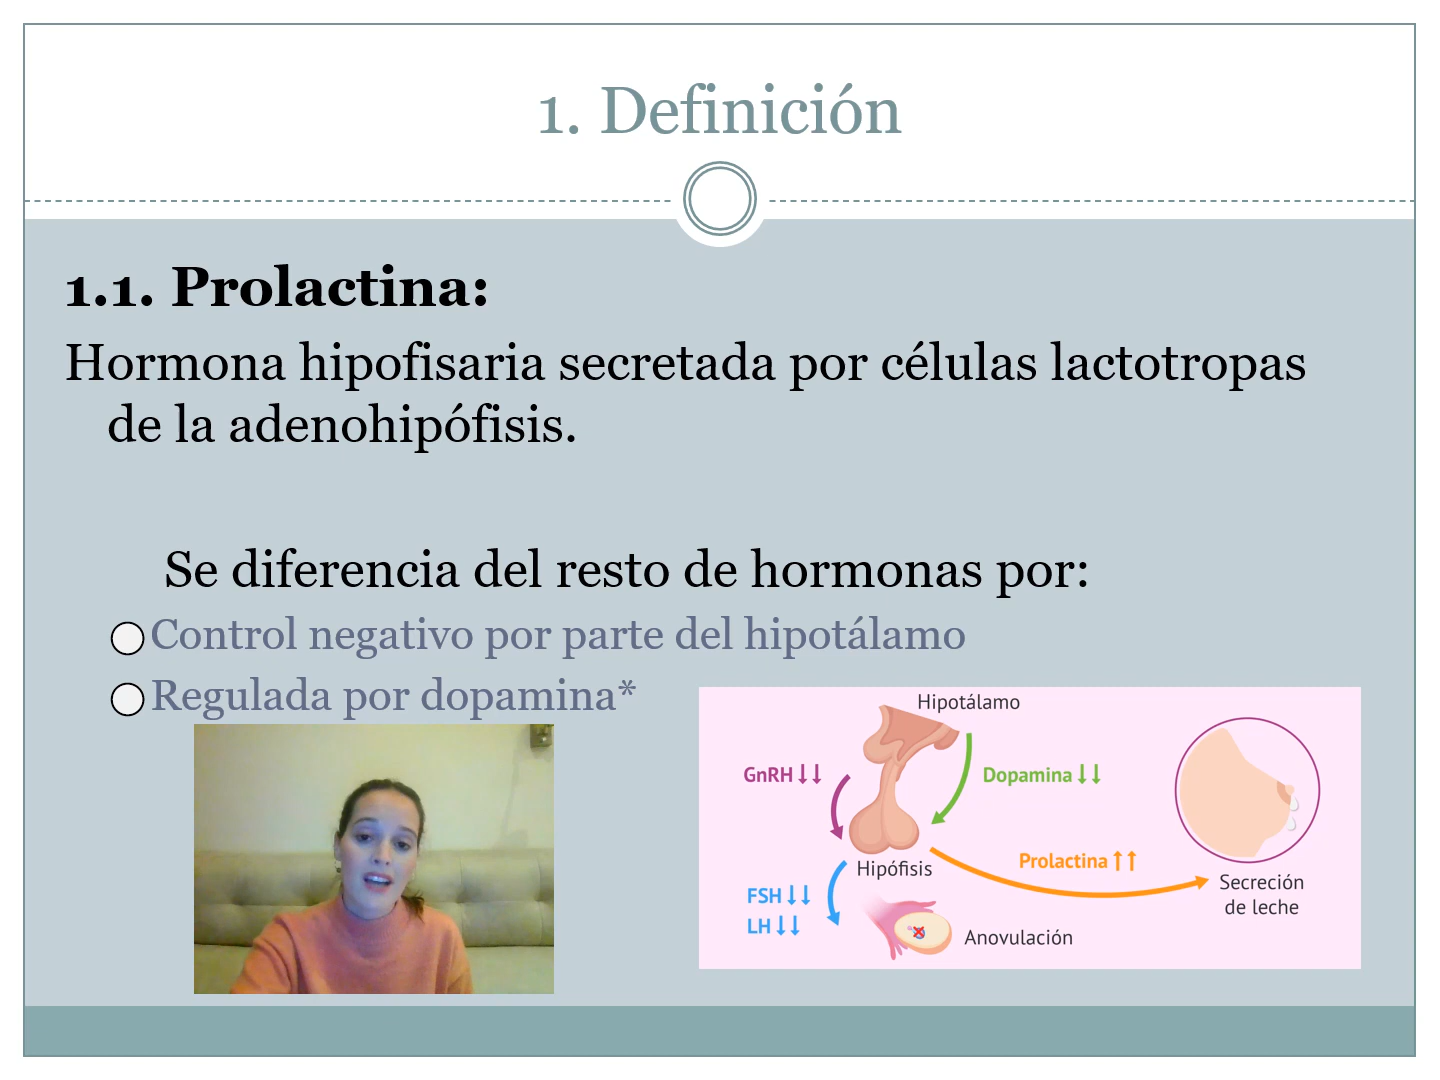 1. Definición
1.1. Prolactina:
Hormona hipofisaria secretada por células lactotropas
de la adenohipófisis.
Se diferencia del resto de hormonas por:
Control negativo por parte del hipotálamo
Regulada por dopamina*
Hipotálamo
GnRH ↓↓
Dopamina ↓↓
Prolactina ↑↑
Hipófisis
Secreción
de leche
FSH ↓↓
LH ↓↓
Anovulación